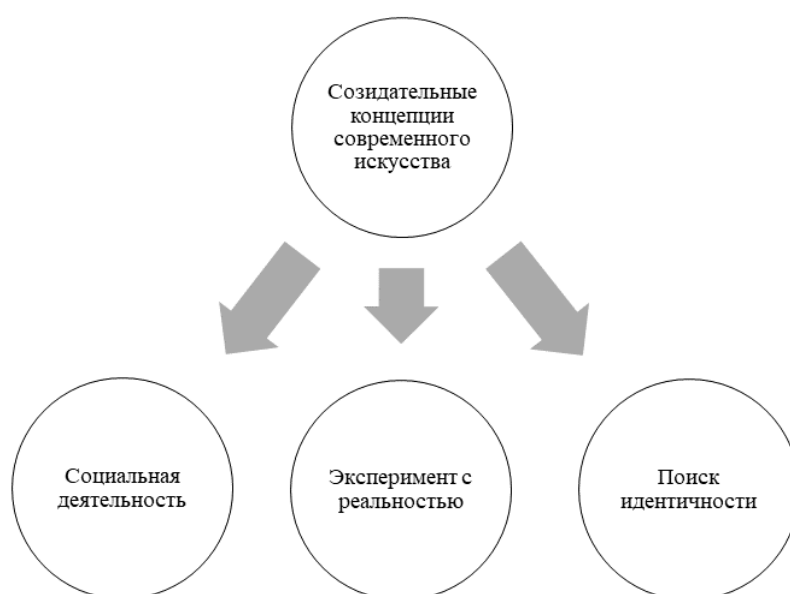 Созидательные
концепции
современного
искусства
Социальная
деятельность
Эксперимент с
реальностью
Поиск
идентичности